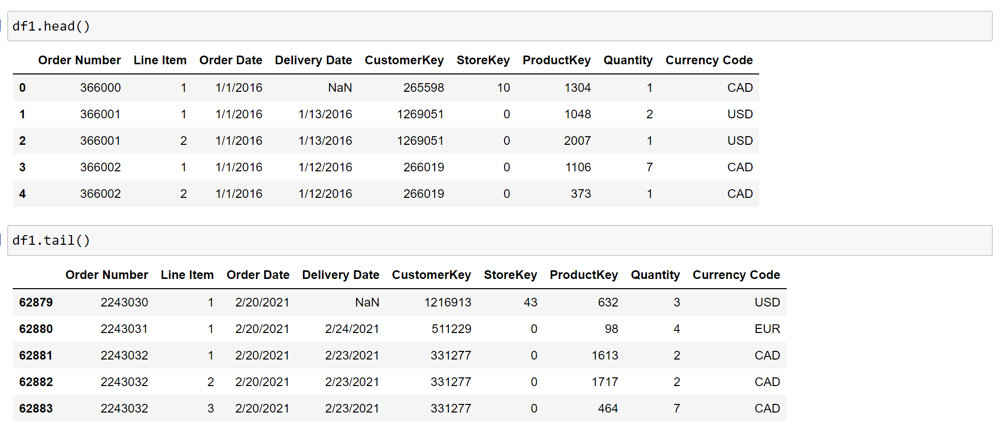 df1.head()
Order Number Line Item Order Date Delivery Date CustomerKey StoreKey ProductKey Quantity Currency Code
0 366000 1 1/1/2016 NaN 265598 10 1304 1 CAD
1 366001 1 1/1/2016 1/13/2016 1269051 0 1048 2 USD
2 366001 2 1/1/2016 1/13/2016 1269051 0 2007 1 USD
3 366002 1 1/1/2016 1/12/2016 266019 0 1106 7 CAD
4 366002 2 1/1/2016 1/12/2016 266019 0 373 1 CAD
df1.tail()
Order Number Line Item Order Date Delivery Date CustomerKey StoreKey ProductKey Quantity Currency Code
62879 2243030 1 2/20/2021 NaN 1216913 43 632 3 USD
62880 2243031 1 2/20/2021 2/24/2021 511229 0 98 4 EUR
62881 2243032 1 2/20/2021 2/23/2021 331277 0 1613 2 CAD
62882 2243032 2 2/20/2021 2/23/2021 331277 0 1717 2 CAD
62883 2243032 3 2/20/2021 2/23/2021 331277 0 464 7 CAD